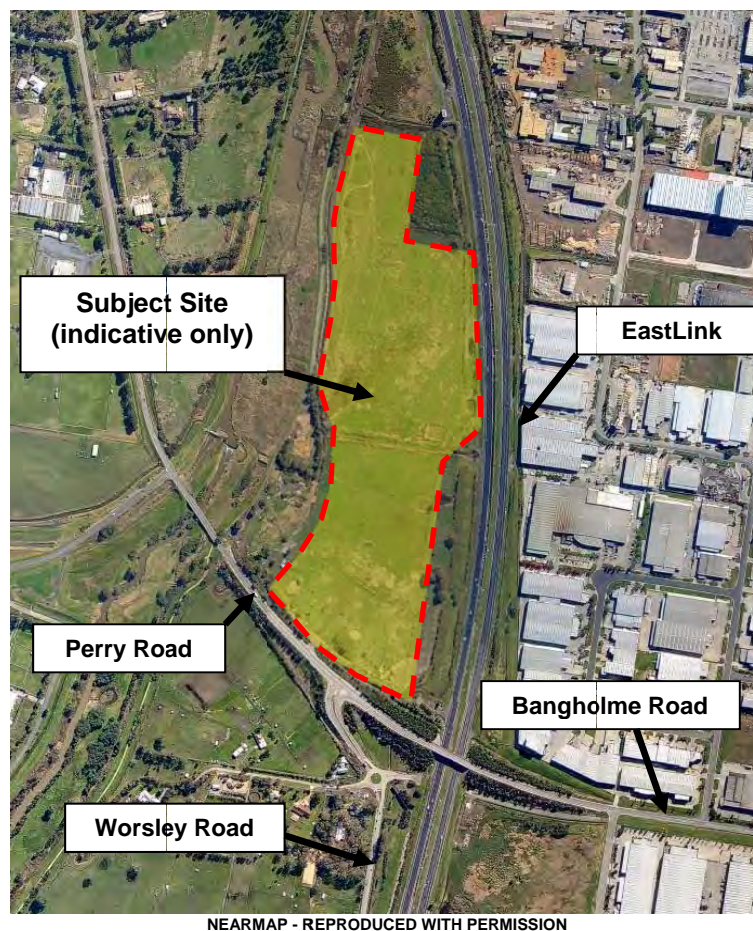 Subject Site
(indicative only)
EastLink
Perry Road
Bangholme Road
Worsley Road
NEARMAP - REPRODUCED WITH PERMISSION